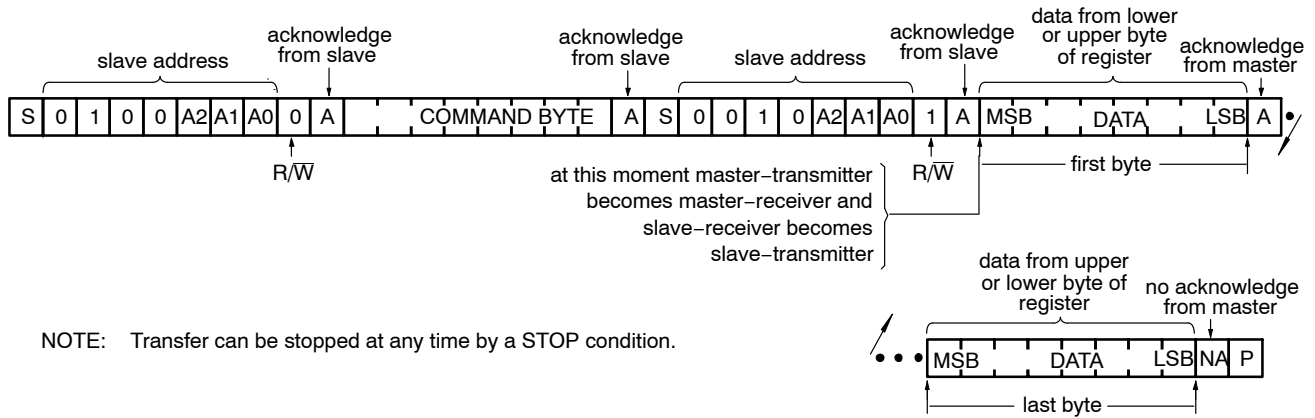 slave address
acknowledge
from slave
acknowledge
from slave
slave address
acknowledge
from slave
data from lower
or upper byte
of register
acknowledge
from master
S 0 1 0 0 A2 A1 A0 0 A COMMAND BYTE A S 0 0 1 0 A2 A1 A0 1 A MSB DATA LSB A
R/W̅
R/W̅
first byte
at this moment master−transmitter
becomes master−receiver and
slave−receiver becomes
slave−transmitter
data from upper
or lower byte of
register
no acknowledge
from master
NOTE: Transfer can be stopped at any time by a STOP condition.
MSB DATA LSB NA P
last byte